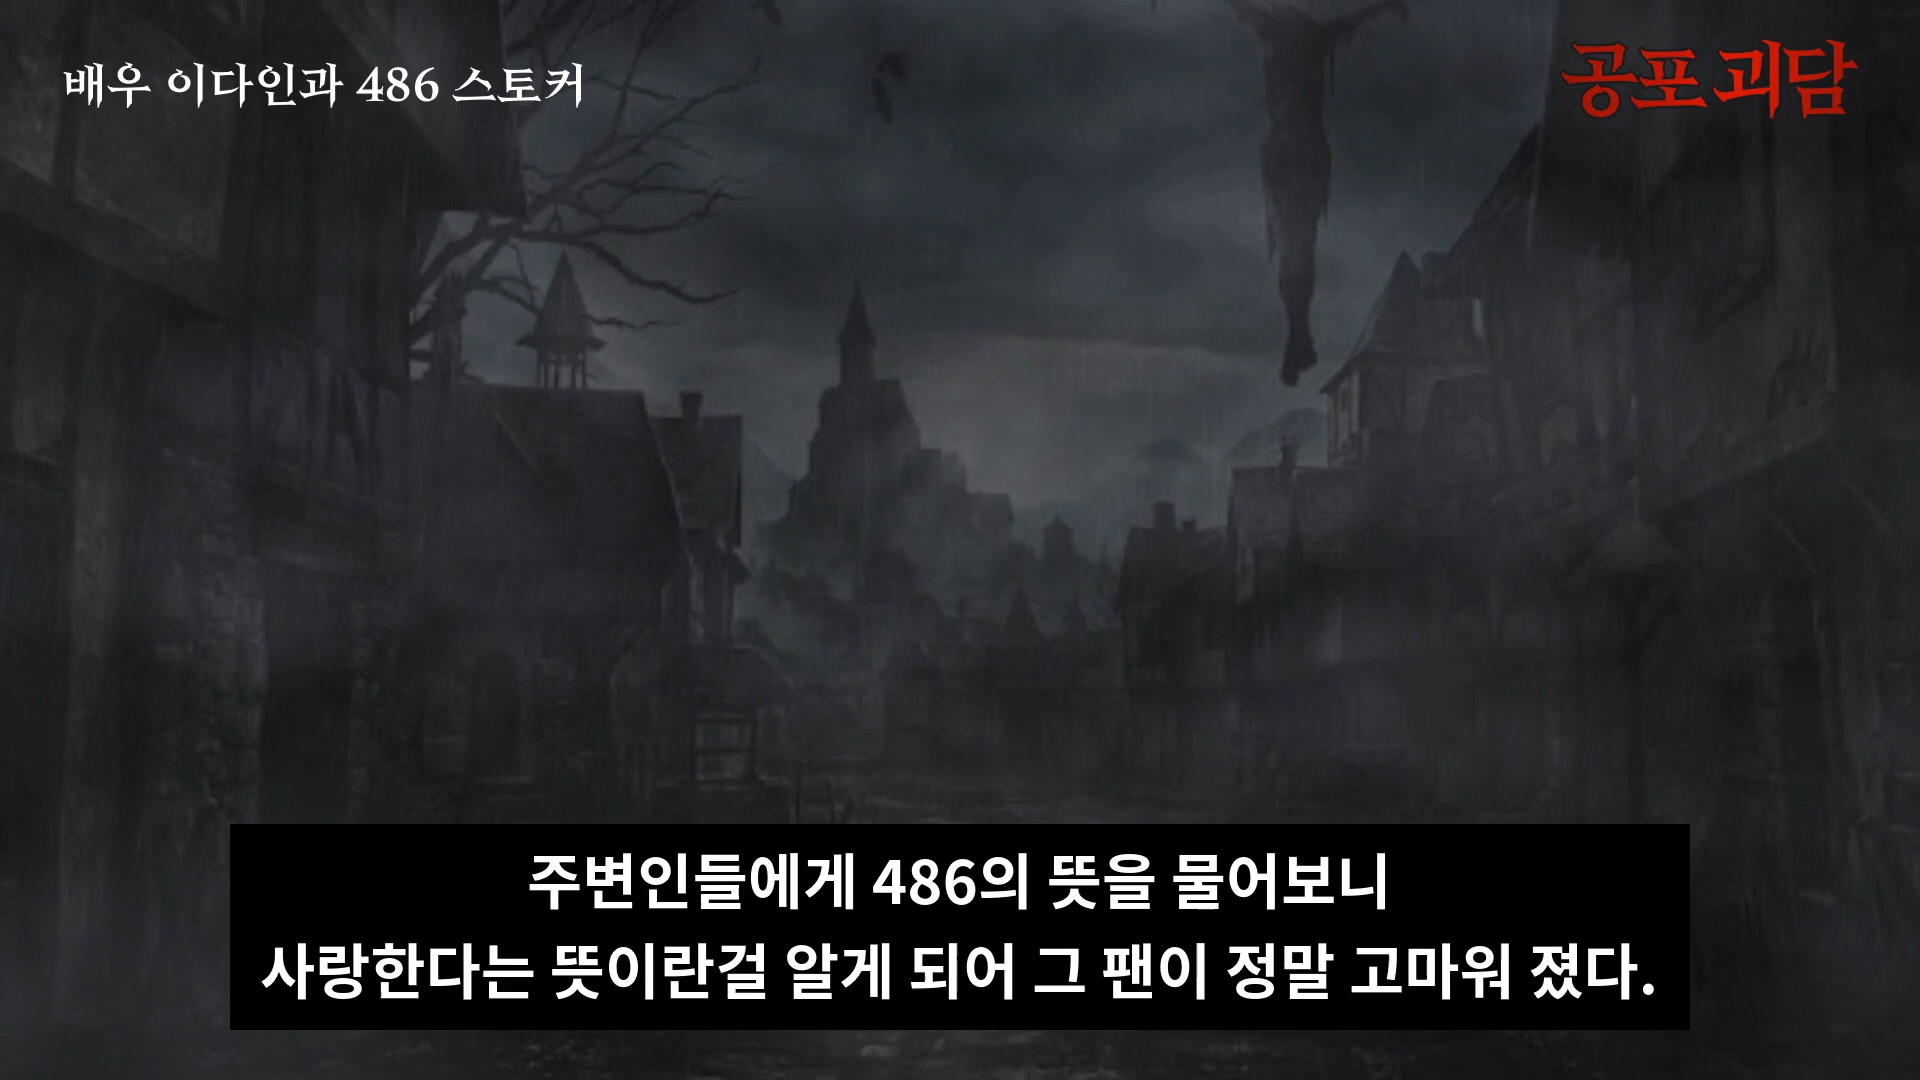 배우 이다인과 486 스토커
공포 괴담
주변인들에게 486의 뜻을 물어보니
사랑한다는 뜻이란걸 알게 되어 그 팬이 정말 고마워 졌다.